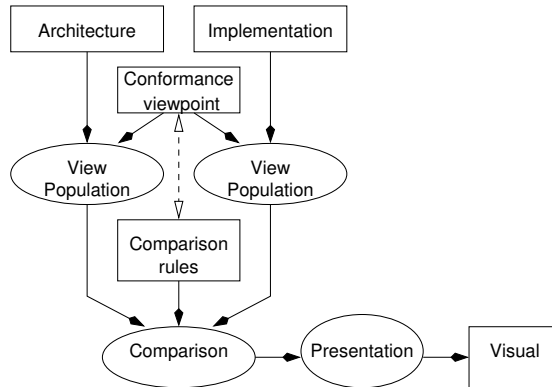 Architecture
Implementation
Conformance
viewpoint
View
Population
View
Population
Comparison
rules
Comparison
Presentation
Visual